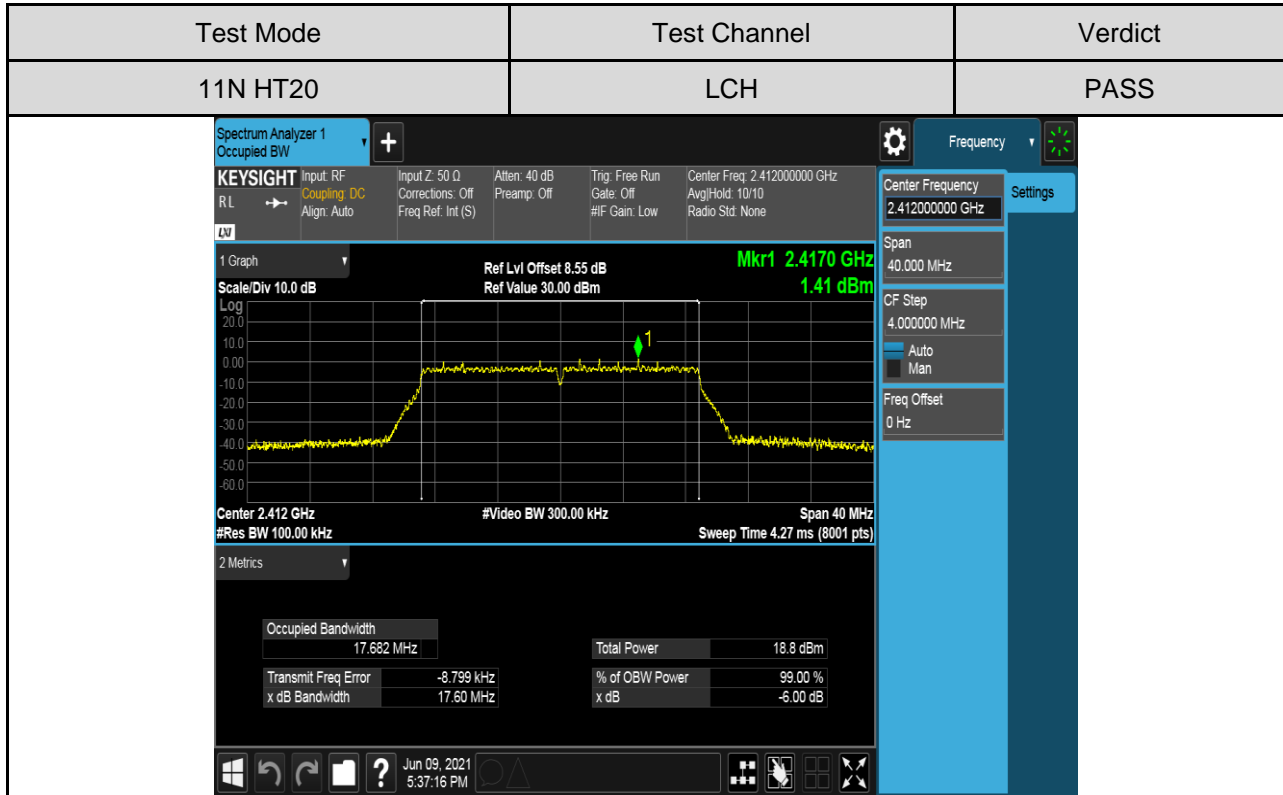 Test Mode Test Channel Verdict
11N HT20 LCH PASS
Spectrum Analyzer 1
Occupied BW
+
Frequency
KEYSIGHT
RL
LXI
Input: RF
Coupling: DC
Align: Auto
Input Z: 50 Ω
Corrections: Off
Freq Ref: Int (S)
Atten: 40 dB
Preamp: Off
Trig: Free Run
Gate: Off
#IF Gain: Low
Center Freq: 2.412000000 GHz
Avg|Hold: 10/10
Radio Std: None
Center Frequency
2.412000000 GHz
Settings
Span
40.000 MHz
CF Step
4.000000 MHz
Auto
Man
Freq Offset
0 Hz
1 Graph
Scale/Div 10.0 dB
Ref Lvl Offset 8.55 dB
Ref Value 30.00 dBm
Mkr1 2.4170 GHz
1.41 dBm
Log
20.0
10.0
0.00
-10.0
-20.0
-30.0
-40.0
-50.0
-60.0
1
Center 2.412 GHz
#Res BW 100.00 kHz
#Video BW 300.00 kHz
Span 40 MHz
Sweep Time 4.27 ms (8001 pts)
2 Metrics
Occupied Bandwidth
17.682 MHz
Total Power 18.8 dBm
Transmit Freq Error -8.799 kHz
% of OBW Power 99.00 %
x dB Bandwidth 17.60 MHz
x dB -6.00 dB
?
Jun 09, 2021
5:37:16 PM